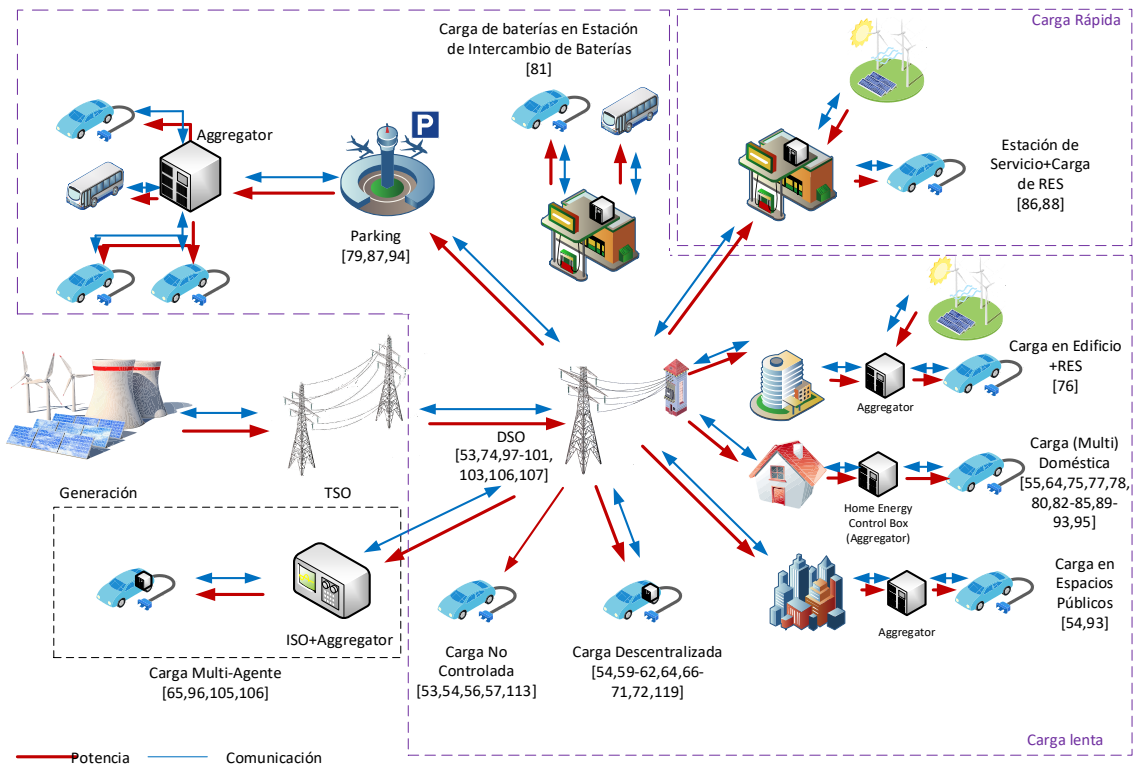 Carga de baterías en Estación
de Intercambio de Baterías
[81]
Carga Rápida
P
Aggregator
Estación de
Servicio+Carga
de RES
[86,88]
Parking
[79,87,94]
Carga en Edificio
+RES
[76]
Aggregator
DSO
[53,74,97-101,
103,106,107]
Carga (Multi)
Doméstica
[55,64,75,77,78,
80,82-85,89-
93,95]
Generación
TSO
Home Energy
Control Box
(Aggregator)
Carga en
Espacios
Públicos
[54,93]
Aggregator
ISO+Aggregator
Carga Multi-Agente
[65,96,105,106]
Carga No
Controlada
[53,54,56,57,113]
Carga Descentralizada
[54,59-62,64,66-
71,72,119]
Carga lenta
Potencia
Comunicación